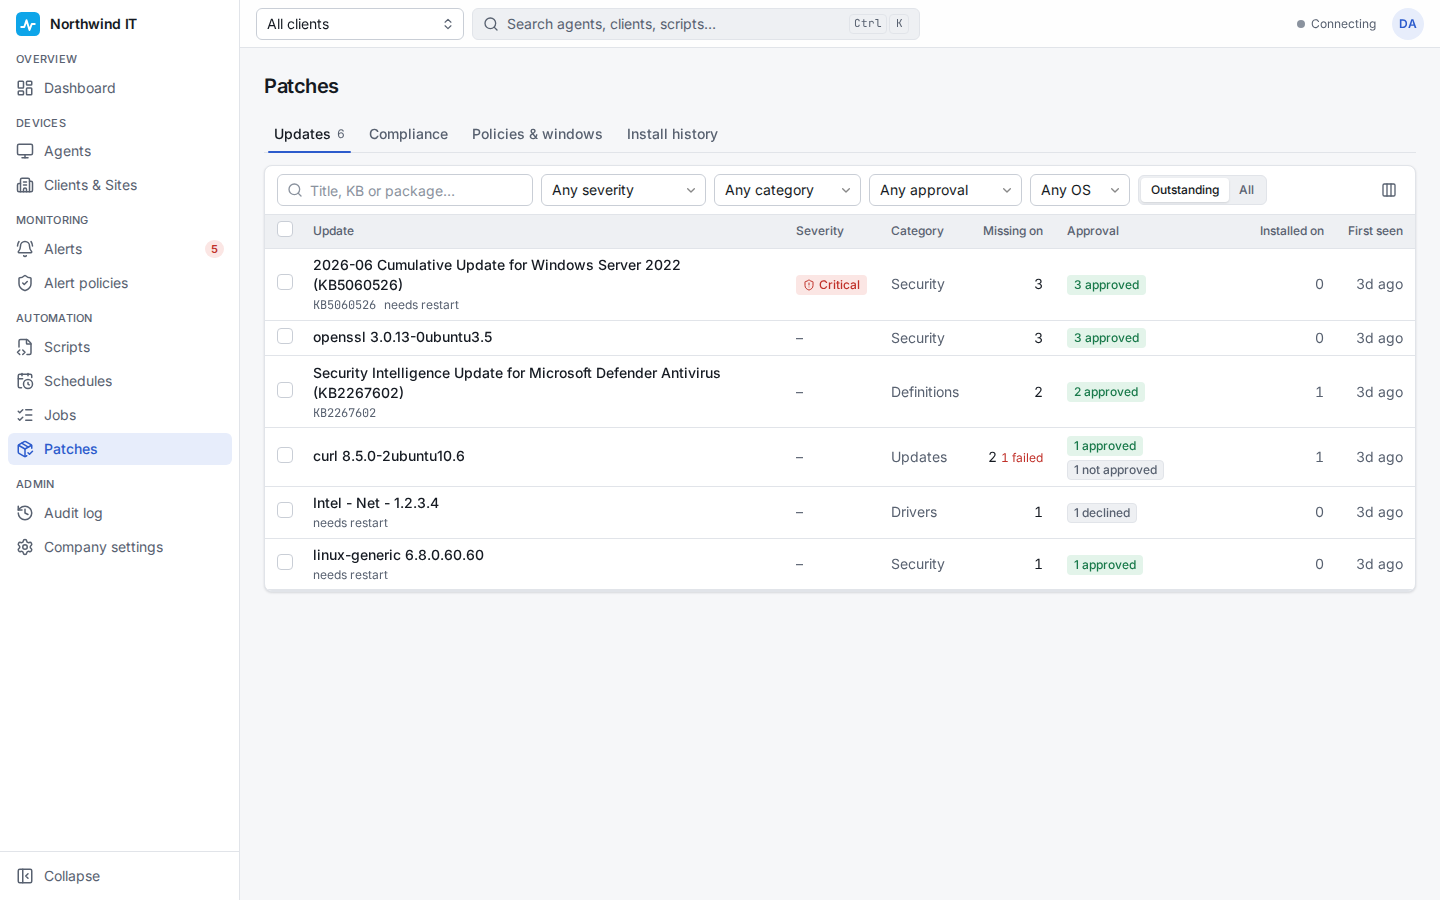 Northwind IT
All clients
Search agents, clients, scripts...
Ctrl K
Connecting
DA
OVERVIEW
Dashboard
DEVICES
Agents
Clients & Sites
MONITORING
Alerts 5
Alert policies
AUTOMATION
Scripts
Schedules
Jobs
Patches
ADMIN
Audit log
Company settings
Collapse
Patches
Updates 6 Compliance Policies & windows Install history
Title, KB or package... Any severity Any category Any approval Any OS Outstanding All
Update Severity Category Missing on Approval Installed on First seen
2026-06 Cumulative Update for Windows Server 2022
(KB5060526)
KB5060526 needs restart
Critical Security 3 3 approved 0 3d ago
openssl 3.0.13-0ubuntu3.5 – Security 3 3 approved 0 3d ago
Security Intelligence Update for Microsoft Defender Antivirus
(KB2267602)
KB2267602
– Definitions 2 2 approved 1 3d ago
curl 8.5.0-2ubuntu10.6 – Updates 2 1 failed 1 approved
1 not approved
1 3d ago
Intel - Net - 1.2.3.4
needs restart
– Drivers 1 1 declined 0 3d ago
linux-generic 6.8.0.60.60
needs restart
– Security 1 1 approved 0 3d ago